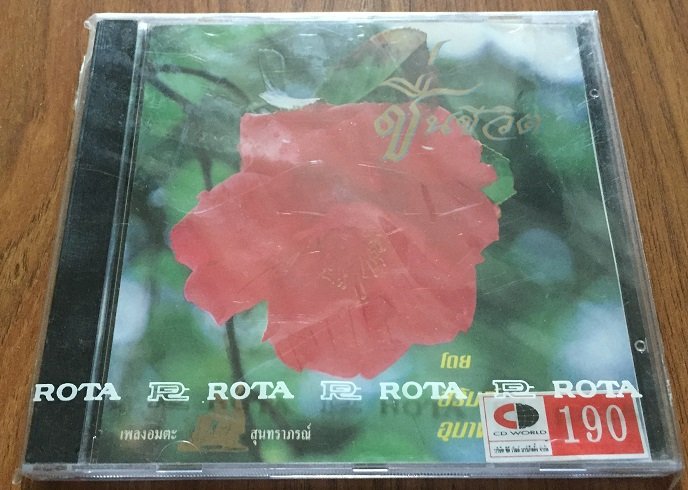 ชื่นชีวิต
โดย
ROTA R ROTA R ROTA R ROTA
เพลงอมตะ สุนทราภรณ์
CD WORLD
190